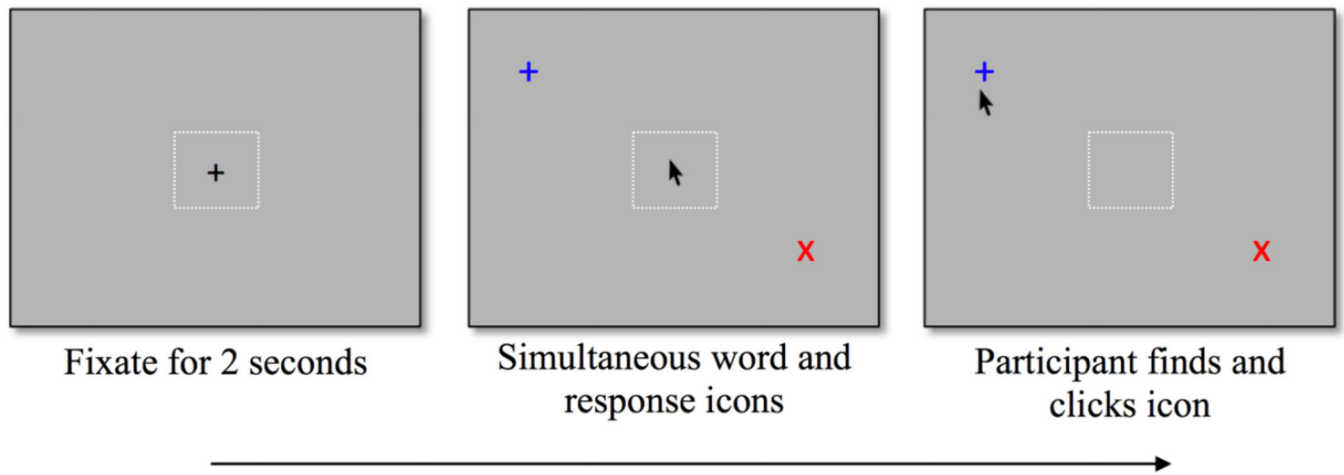 +
+
X
+
X
Fixate for 2 seconds
Simultaneous word and
response icons
Participant finds and
clicks icon